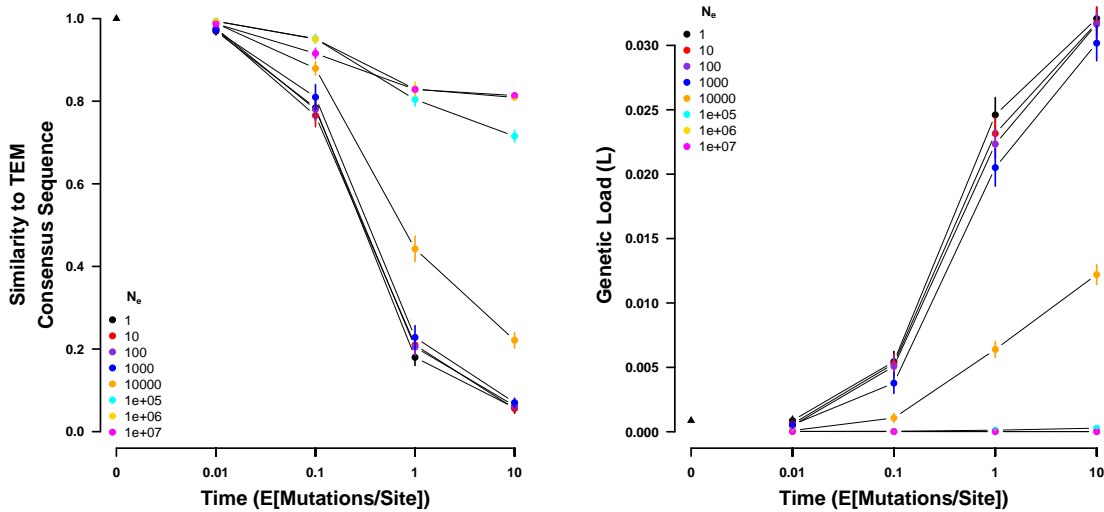 Similarity to TEM
Consensus Sequence
1.0
0.8
0.6
0.4
0.2
0.0
Ne
1
10
100
1000
10000
1e+05
1e+06
1e+07
0
0.01
0.1
1
10
Time (E[Mutations/Site])
Genetic Load (L)
0.030
0.025
0.020
0.015
0.010
0.005
0.000
Ne
1
10
100
1000
10000
1e+05
1e+06
1e+07
0
0.01
0.1
1
10
Time (E[Mutations/Site])